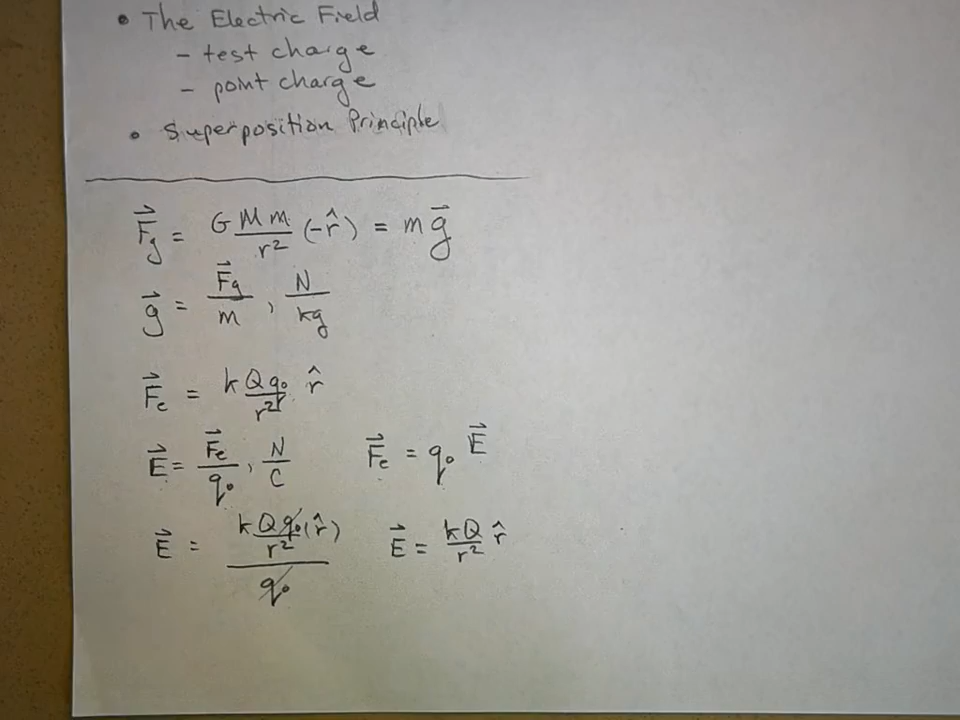 • The Electric Field
- test charge
- point charge
• Superposition Principle
F⃗g = G M m / r² (-r̂) = m g⃗
g⃗ = F⃗g / m , N / kg
F⃗e = k Q q₀ / r² r̂
E⃗ = F⃗e / q₀ , N / C F⃗e = q₀ E⃗
E⃗ = (k Q q₀ / r² (r̂)) / q₀ E⃗ = k Q / r² r̂